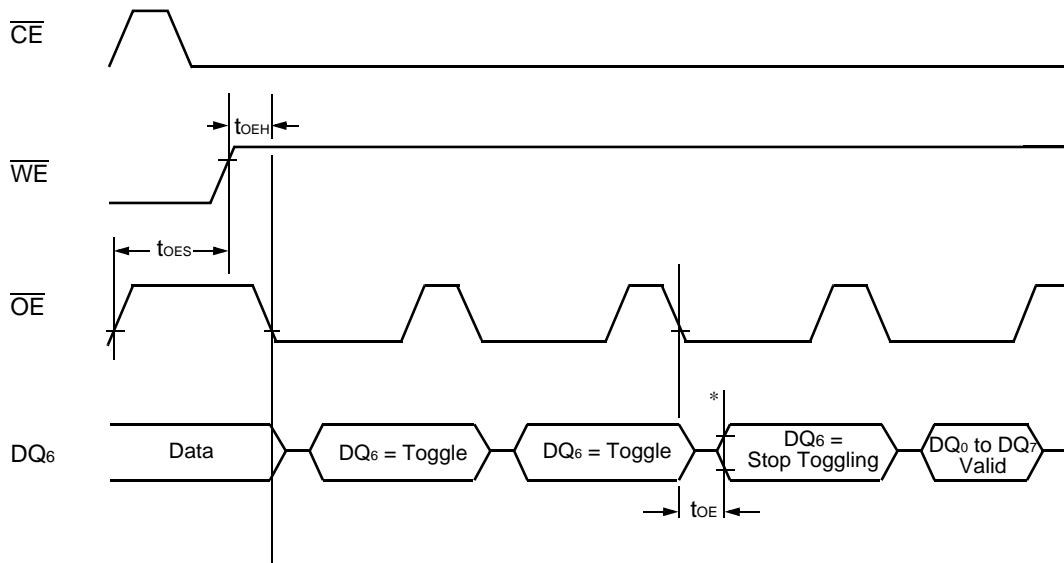 CE
tOEH
WE
tOES
OE
*
DQ6
Data
DQ6 = Toggle
DQ6 = Toggle
DQ6 =
Stop Toggling
DQ0 to DQ7
Valid
tOE